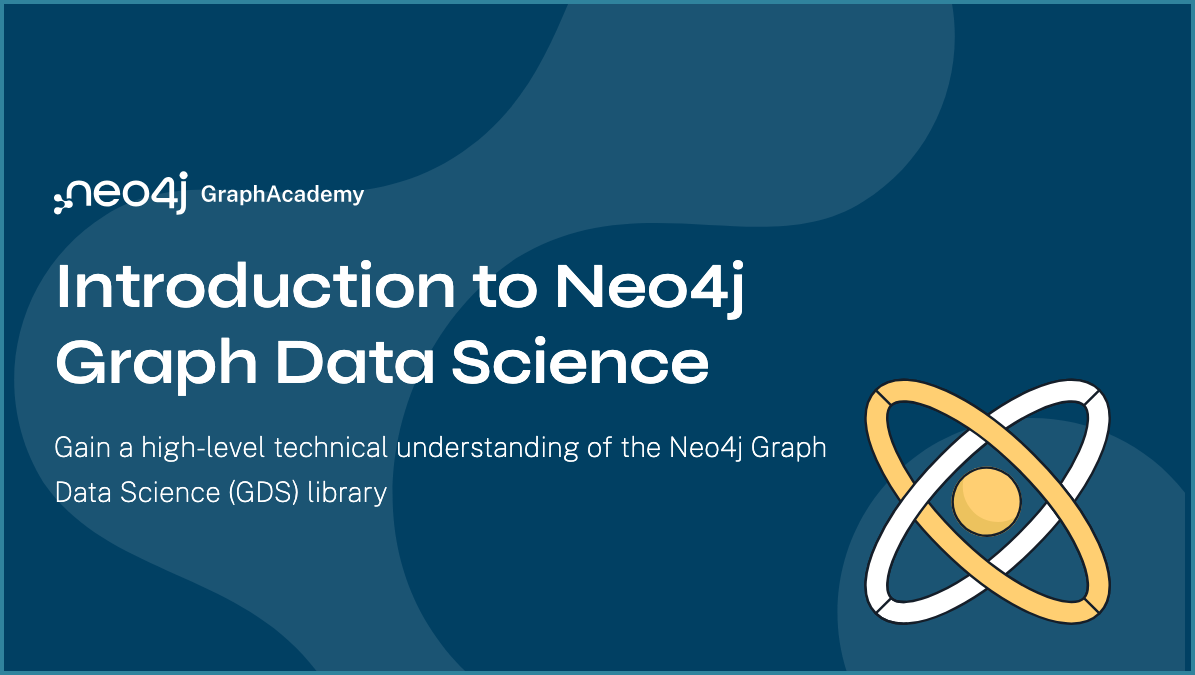 neo4j GraphAcademy
Introduction to Neo4j
Graph Data Science
Gain a high-level technical understanding of the Neo4j Graph
Data Science (GDS) library